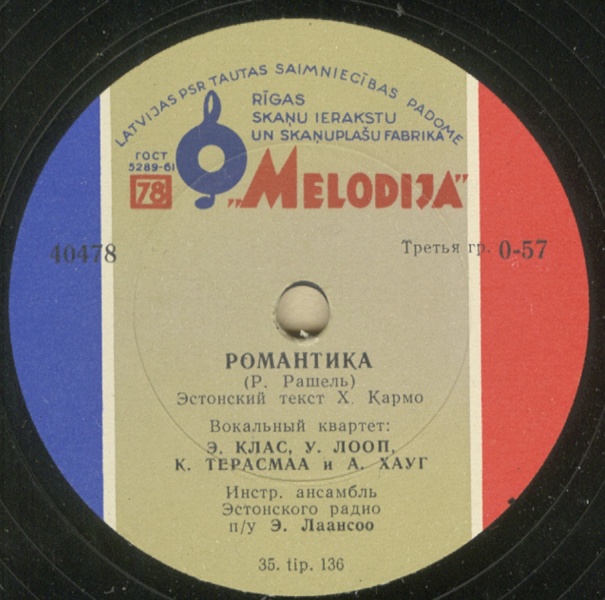 LATVIJAS PSR TAUTAS SAIMNIECĪBAS PADOME
RĪGAS
SKAŅU IERAKSTU
UN SKAŅUPLAŠU FABRIKA
ГОСТ
5289-61
78
„MELODIJA"
40478
Третья гр. 0-57
РОМАНТИКА
(Р. Рашель)
Эстонский текст Х. Кармо
Вокальный квартет:
Э. КЛАС, У. ЛООП,
К. ТЕРАСМАА и А. ХАУГ
Инстр. ансамбль
Эстонского радио
п/у Э. Лаансоо
35. tip. 136